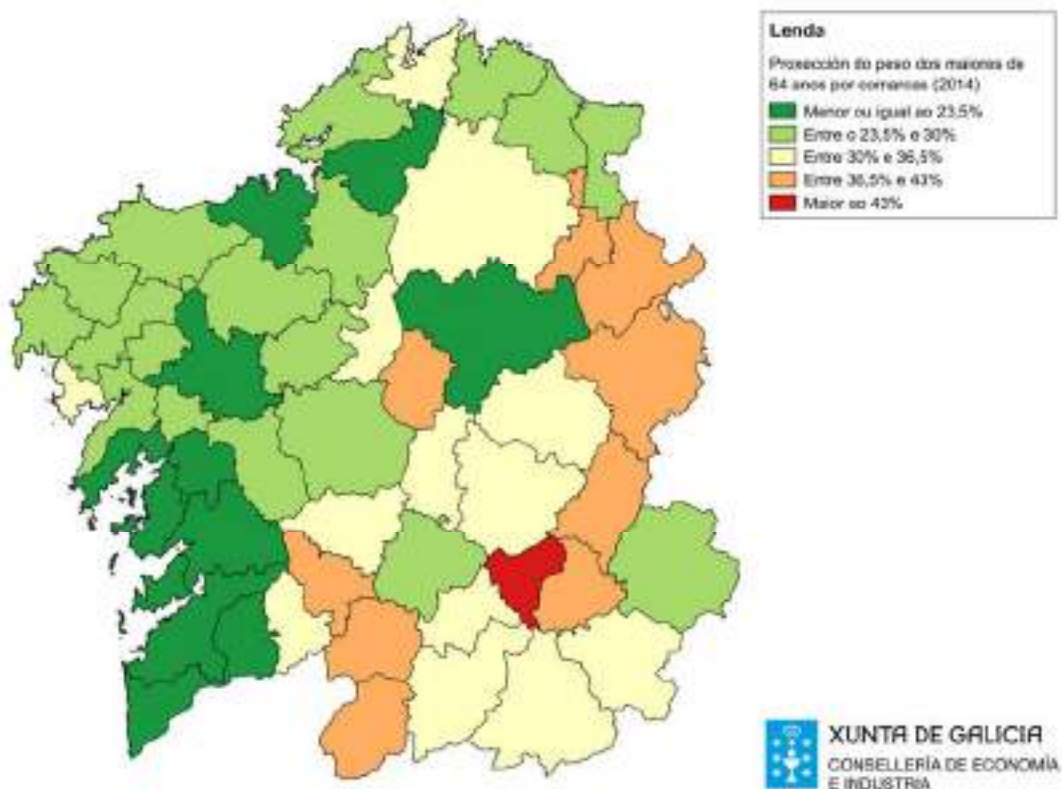 Lenda
Proxección do peso dos maiores de
64 anos por comarcas (2014)
Menor ou igual ao 23,5%
Entre o 23,5% e 30%
Entre 30% e 36,5%
Entre 36,5% e 43%
Maior ao 43%
XUNTA DE GALICIA
CONSELLERÍA DE ECONOMÍA
E INDUSTRIA